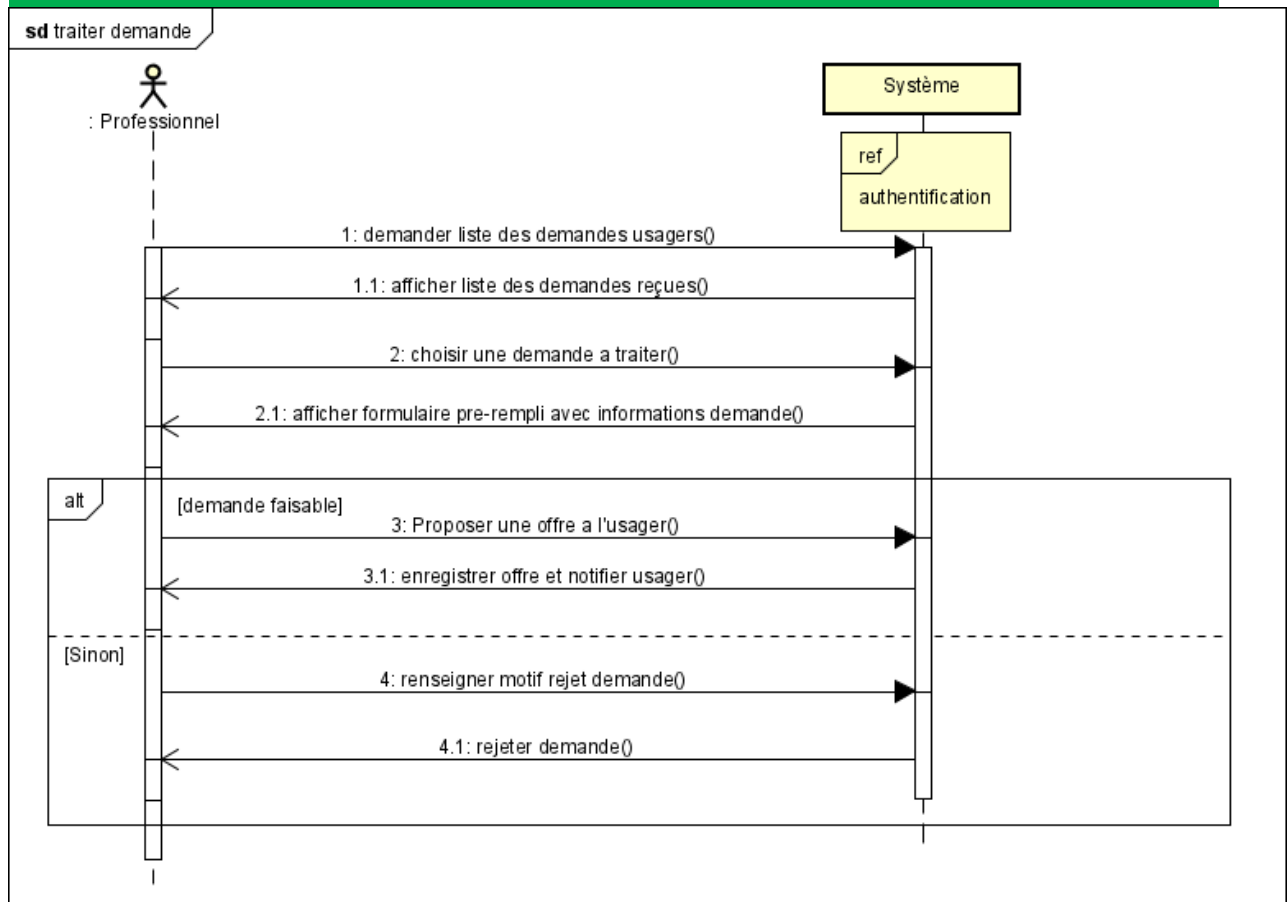 sd traiter demande
: Professionnel
Système
ref
authentification
1: demander liste des demandes usagers()
1.1: afficher liste des demandes reçues()
2: choisir une demande a traiter()
2.1: afficher formulaire pre-rempli avec informations demande()
alt
[demande faisable]
3: Proposer une offre a l'usager()
3.1: enregistrer offre et notifier usager()
[Sinon]
4: renseigner motif rejet demande()
4.1: rejeter demande()